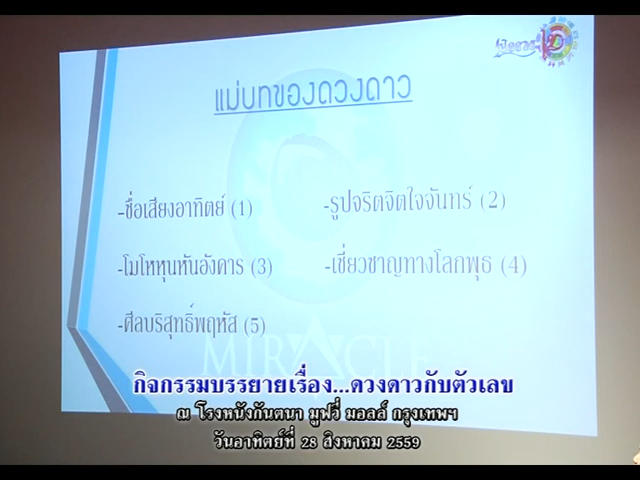 แม่บทของดวงดาว
-ชื่อเสียงอาทิตย์ (1)
-รูปจริตจิตใจจันทร์ (2)
-โมโหหุนหันอังคาร (3)
-เชี่ยวชาญทางโลกพุธ (4)
-ศีลบริสุทธิ์พฤหัส (5)
MIRACLE
กิจกรรมบรรยายเรื่อง...ดวงดาวกับตัวเลข
ณ โรงหนังกันตนา มูฟวี่ มอลล์ กรุงเทพฯ
วันอาทิตย์ที่ 28 สิงหาคม 2559